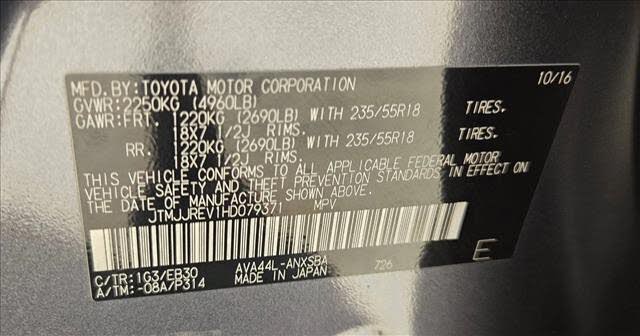 MFD. BY: TOYOTA MOTOR CORPORATION 10/16
GVWR: 2250KG (4960LB)
GAWR: FRT. 1220KG (2690LB) WITH 235/55R18 TIRES.
18X7 1/2J RIMS.
RR. 1220KG (2690LB) WITH 235/55R18 TIRES.
18X7 1/2J RIMS.
THIS VEHICLE CONFORMS TO ALL APPLICABLE FEDERAL MOTOR
VEHICLE SAFETY AND THEFT PREVENTION STANDARDS IN EFFECT ON
THE DATE OF MANUFACTURE SHOWN ABOVE.
JTMJJREV1HD079371 MPV
C/TR: 1G3/EB30 AVA44L-ANXSBA 726 E
A/TM: -08A7P314 MADE IN JAPAN